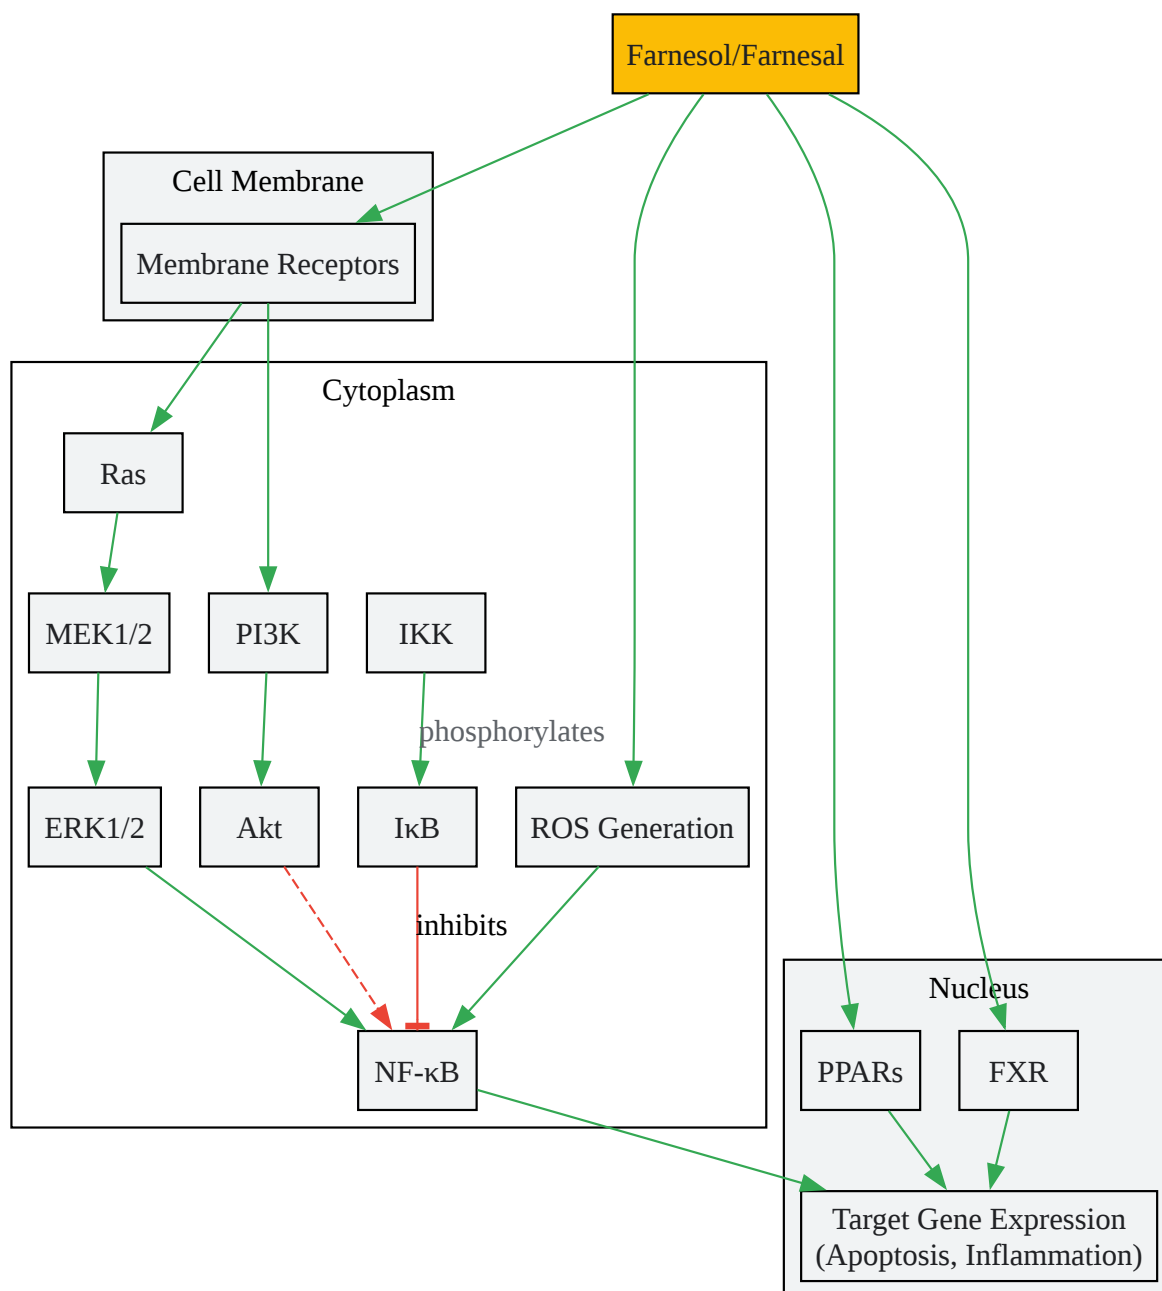 Farnesol/Farnesal
Cell Membrane
Membrane Receptors
Cytoplasm
Ras
MEK1/2
PI3K
IKK
phosphorylates
ERK1/2
Akt
IκB
ROS Generation
inhibits
Nucleus
NF-κB
PPARs
FXR
Target Gene Expression
(Apoptosis, Inflammation)